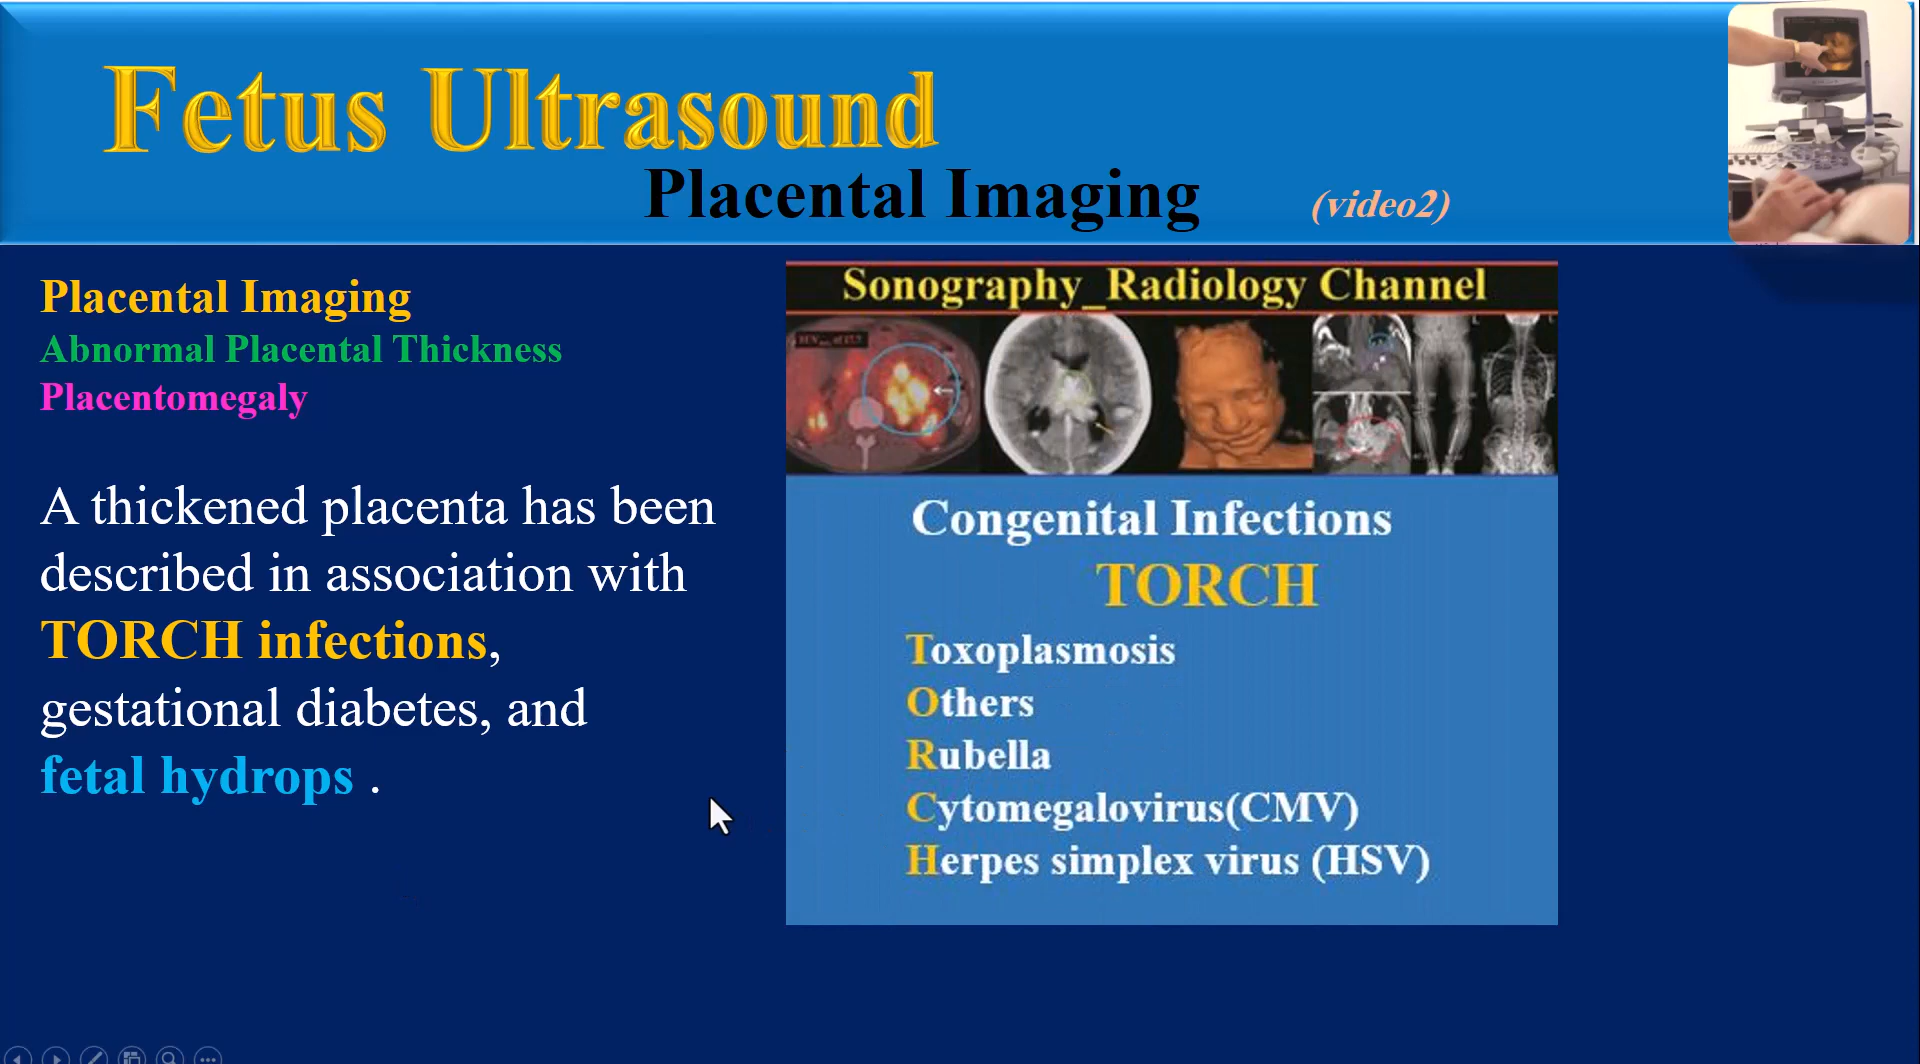 Fetus Ultrasound
Placental Imaging
(video2)
Placental Imaging
Abnormal Placental Thickness
Placentomegaly
A thickened placenta has been
described in association with
TORCH infections,
gestational diabetes, and
fetal hydrops .
Sonography_Radiology Channel
Congenital Infections
TORCH
Toxoplasmosis
Others
Rubella
Cytomegalovirus(CMV)
Herpes simplex virus (HSV)